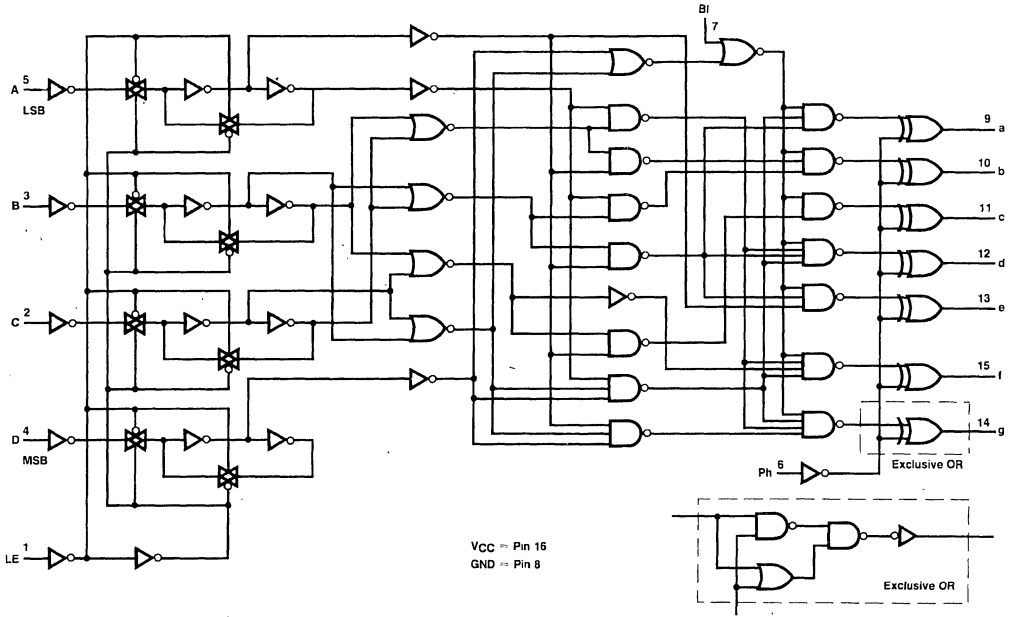 BI
7
5
A
LSB
9
a
10
b
3
B
11
c
12
d
2
C
13
e
15
f
4
D
MSB
14
g
Exclusive OR
Ph 6
1
LE
VCC = Pin 16
GND = Pin 8
Exclusive OR